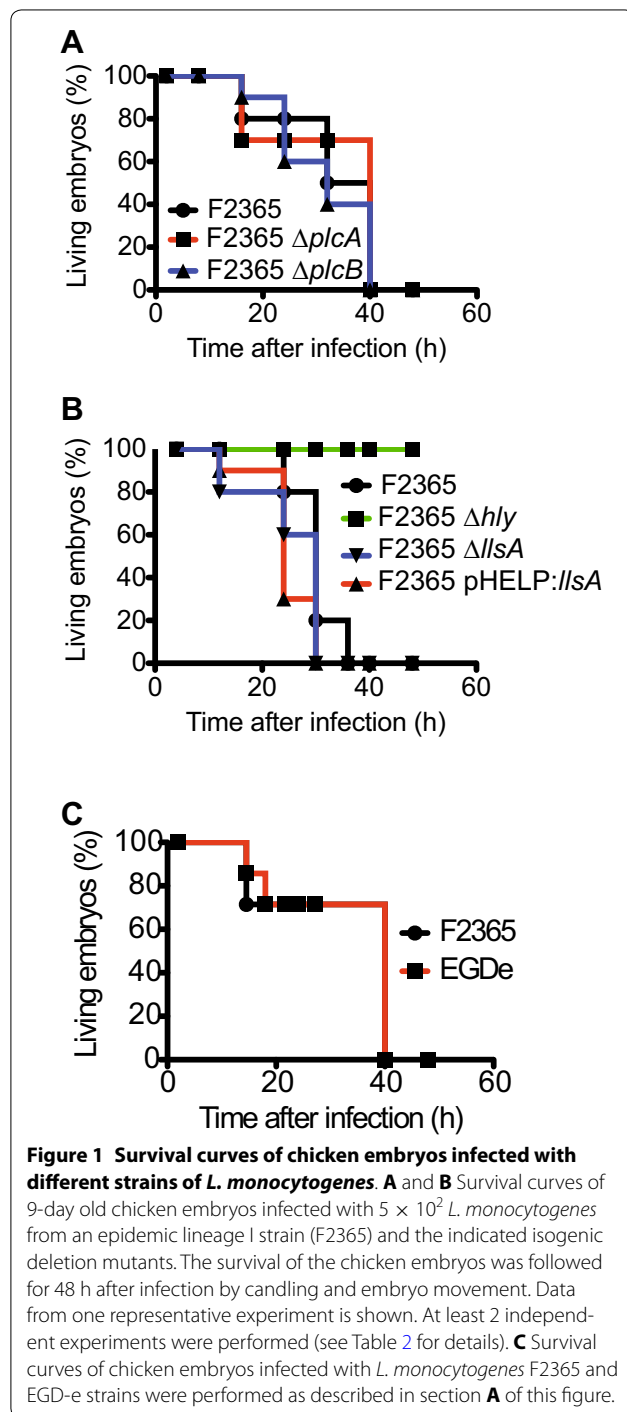 A
Living embryos (%)
100
80
60
40
20
0
F2365
F2365 ΔplcA
F2365 ΔplcB
0 20 40 60
Time after infection (h)
B
Living embryos (%)
100
80
60
40
20
0
F2365
F2365 Δhly
F2365 ΔllsA
F2365 pHELP:llsA
0 20 40 60
Time after infection (h)
C
Living embryos (%)
100
80
60
40
20
0
F2365
EGDe
0 20 40 60
Time after infection (h)
Figure 1 Survival curves of chicken embryos infected with
different strains of L. monocytogenes. A and B Survival curves of
9-day old chicken embryos infected with 5 × 10² L. monocytogenes
from an epidemic lineage I strain (F2365) and the indicated isogenic
deletion mutants. The survival of the chicken embryos was followed
for 48 h after infection by candling and embryo movement. Data
from one representative experiment is shown. At least 2 independ-
ent experiments were performed (see Table 2 for details). C Survival
curves of chicken embryos infected with L. monocytogenes F2365 and
EGD-e strains were performed as described in section A of this figure.